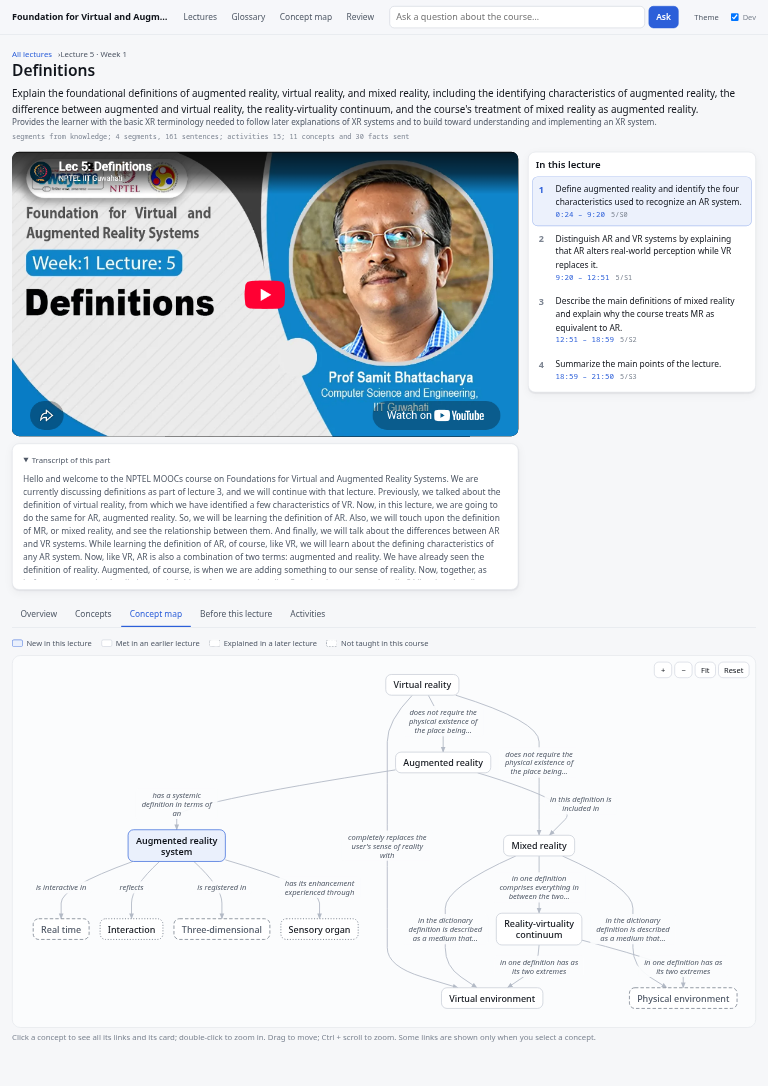 Foundation for Virtual and Augm...
Lectures
Glossary
Concept map
Review
Ask a question about the course...
Ask
Theme
Dev
All lectures ›Lecture 5 · Week 1
Definitions
Explain the foundational definitions of augmented reality, virtual reality, and mixed reality, including the identifying characteristics of augmented reality, the
difference between augmented and virtual reality, the reality-virtuality continuum, and the course's treatment of mixed reality as augmented reality.
Provides the learner with the basic XR terminology needed to follow later explanations of XR systems and to build toward understanding and implementing an XR system.
segments from knowledge; 4 segments, 161 sentences; activities 15; 11 concepts and 30 facts sent
Lec 5: Definitions
NPTEL IIT Guwahati
NPTEL
Foundation for Virtual and
Augmented Reality Systems
Week:1 Lecture: 5
Definitions
Prof Samit Bhattacharya
Computer Science and Engineering,
IIT Guwahati
Watch on YouTube
In this lecture
1
Define augmented reality and identify the four
characteristics used to recognize an AR system.
0:24 – 9:20 5/S0
2
Distinguish AR and VR systems by explaining
that AR alters real-world perception while VR
replaces it.
9:20 – 12:51 5/S1
3
Describe the main definitions of mixed reality
and explain why the course treats MR as
equivalent to AR.
12:51 – 18:59 5/S2
4
Summarize the main points of the lecture.
18:59 – 21:50 5/S3
▼ Transcript of this part
Hello and welcome to the NPTEL MOOCs course on Foundations for Virtual and Augmented Reality Systems. We are
currently discussing definitions as part of lecture 3, and we will continue with that lecture. Previously, we talked about the
definition of virtual reality, from which we have identified a few characteristics of VR. Now, in this lecture, we are going to
do the same for AR, augmented reality. So, we will be learning the definition of AR. Also, we will touch upon the definition
of MR, or mixed reality, and see the relationship between them. And finally, we will talk about the differences between AR
and VR systems. While learning the definition of AR, of course, like VR, we will learn about the defining characteristics of
any AR system. Now, like VR, AR is also a combination of two terms: augmented and reality. We have already seen the
definition of reality. Augmented, of course, is when we are adding something to our sense of reality. Now, together, as
Overview
Concepts
Concept map
Before this lecture
Activities
New in this lecture
Met in an earlier lecture
Explained in a later lecture
Not taught in this course
+
−
Fit
Reset
Virtual reality
does not require the
physical existence of
the place being...
Augmented reality
does not require the
physical existence of
the place being...
has a systemic
definition in terms of
an
in this definition is
included in
Augmented reality
system
completely replaces the
user's sense of reality
with
Mixed reality
is interactive in
reflects
is registered in
has its enhancement
experienced through
in one definition
comprises everything in
between the two...
Real time
Interaction
Three-dimensional
Sensory organ
in the dictionary
definition is described
as a medium that...
Reality-virtuality
continuum
in the dictionary
definition is described
as a medium that...
in one definition has as
its two extremes
in one definition has as
its two extremes
Virtual environment
Physical environment
Click a concept to see all its links and its card; double-click to zoom in. Drag to move; Ctrl + scroll to zoom. Some links are shown only when you select a concept.